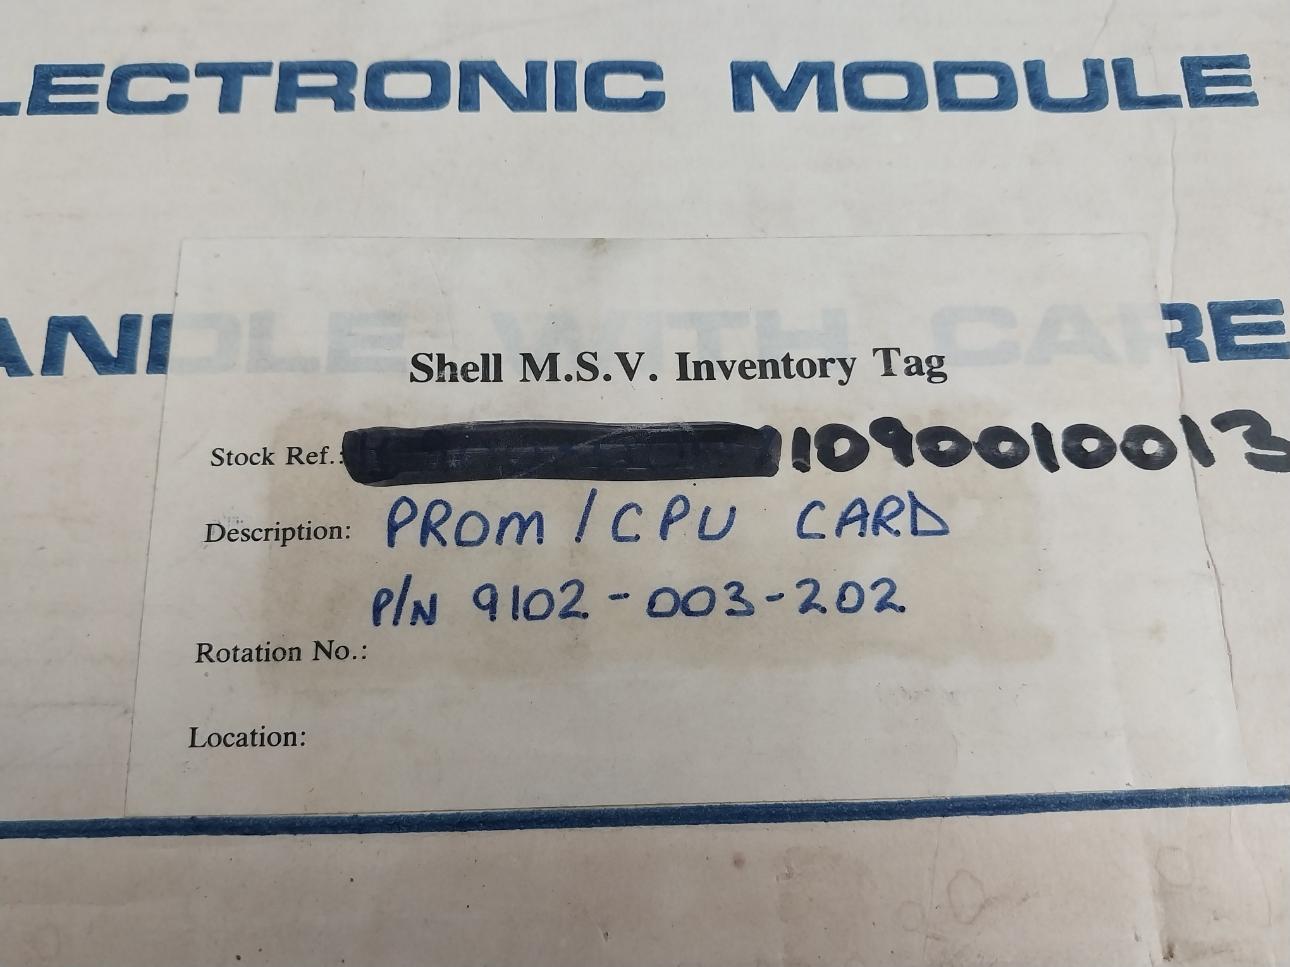 LECTRONIC MODULE
ANDLE WITH CARE
Shell M.S.V. Inventory Tag
Stock Ref.: 1090010013
Description: PROM / CPU CARD
P/N 9102-003-202
Rotation No.:
Location: